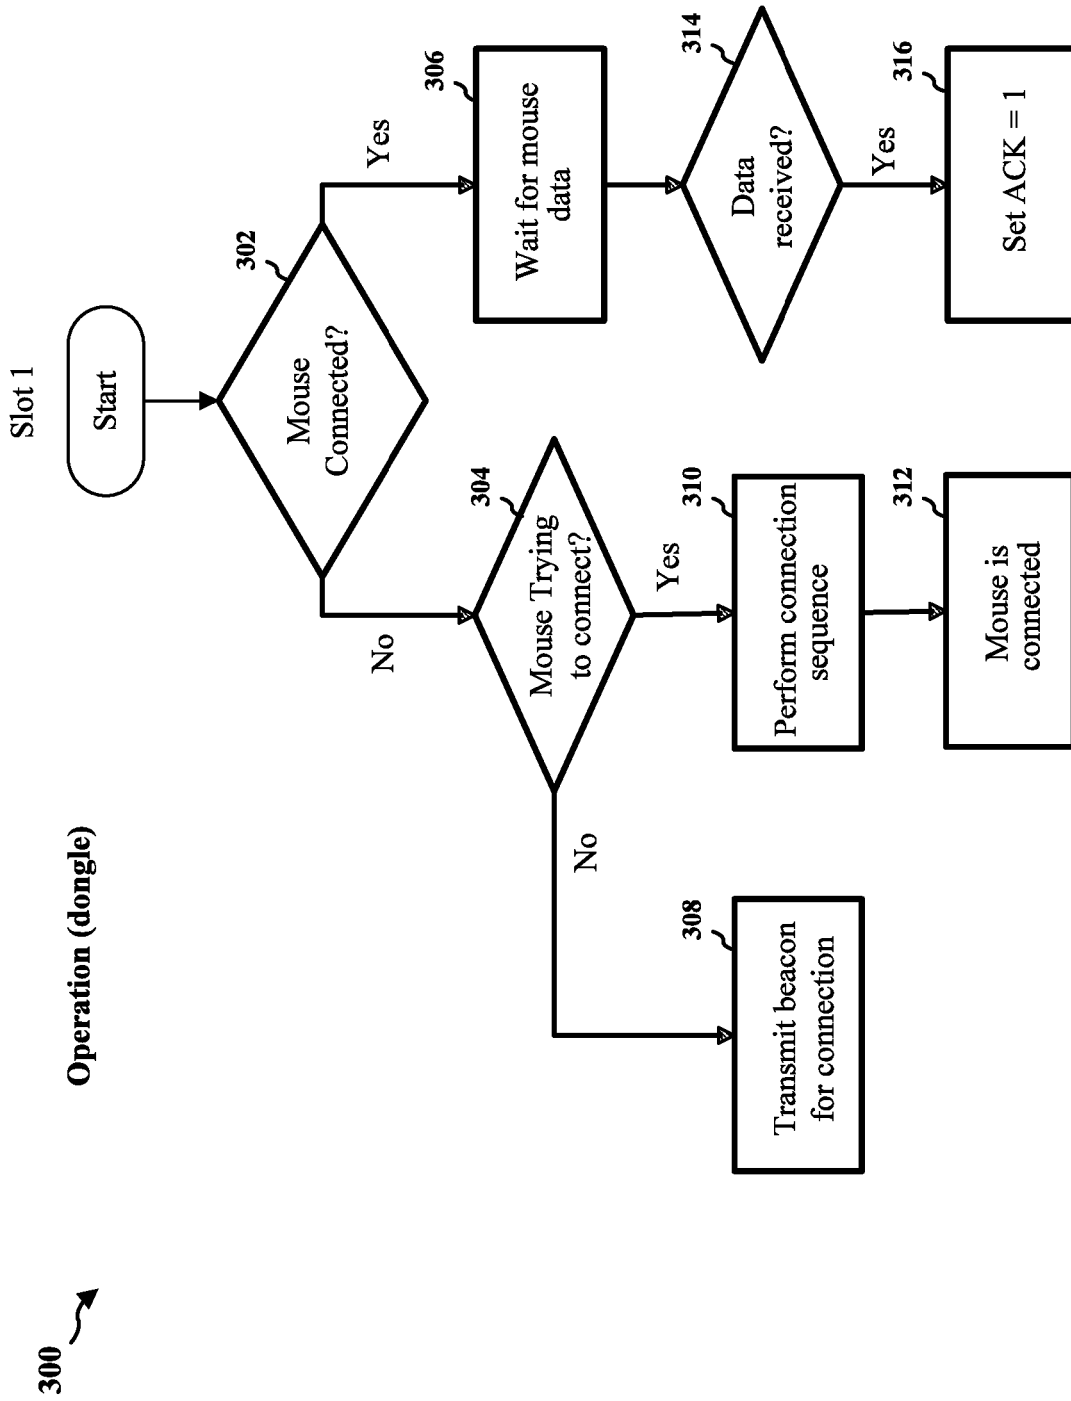 300
Operation (dongle)
Slot 1
Start
302
Mouse
Connected?
No
Yes
304
Mouse Trying
to connect?
306
Wait for mouse
data
No
Yes
308
Transmit beacon
for connection
310
Perform connection
sequence
314
Data
received?
Yes
312
Mouse is
connected
316
Set ACK = 1